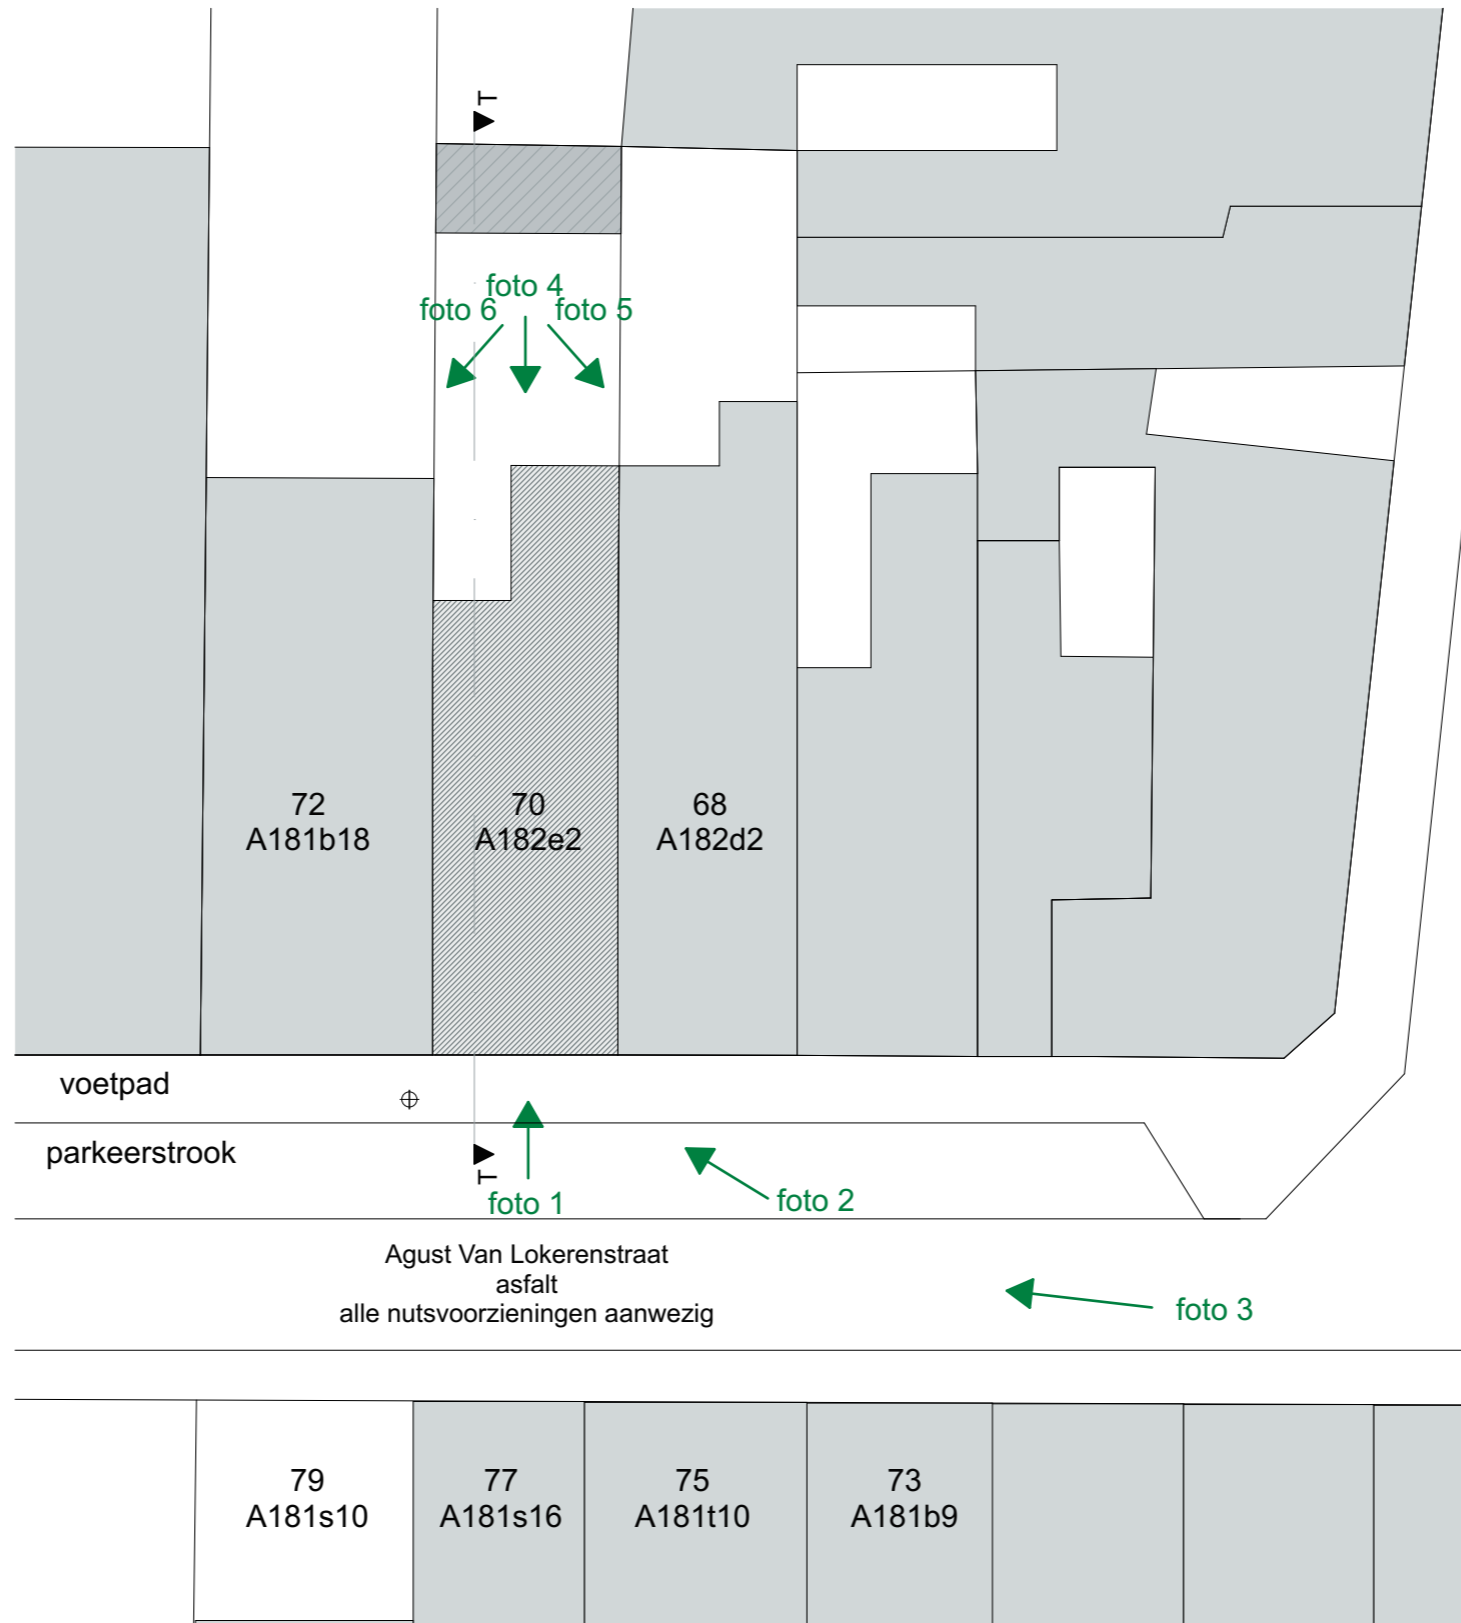 T
foto 4
foto 6
foto 5
72
A181b18
70
A182e2
68
A182d2
voetpad
parkeerstrook
T
foto 1
foto 2
Agust Van Lokerenstraat
asfalt
alle nutsvoorzieningen aanwezig
foto 3
79
A181s10
77
A181s16
75
A181t10
73
A181b9